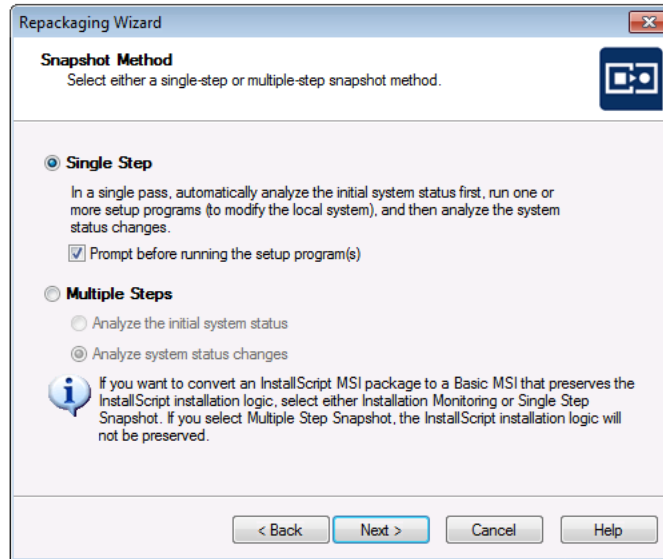 Repackaging Wizard
Snapshot Method
Select either a single-step or multiple-step snapshot method.
Single Step
In a single pass, automatically analyze the initial system status first, run one or
more setup programs (to modify the local system), and then analyze the system
status changes.
Prompt before running the setup program(s)
Multiple Steps
Analyze the initial system status
Analyze system status changes
If you want to convert an InstallScript MSI package to a Basic MSI that preserves the
InstallScript installation logic, select either Installation Monitoring or Single Step
Snapshot. If you select Multiple Step Snapshot, the InstallScript installation logic will
not be preserved.
< Back Next > Cancel Help